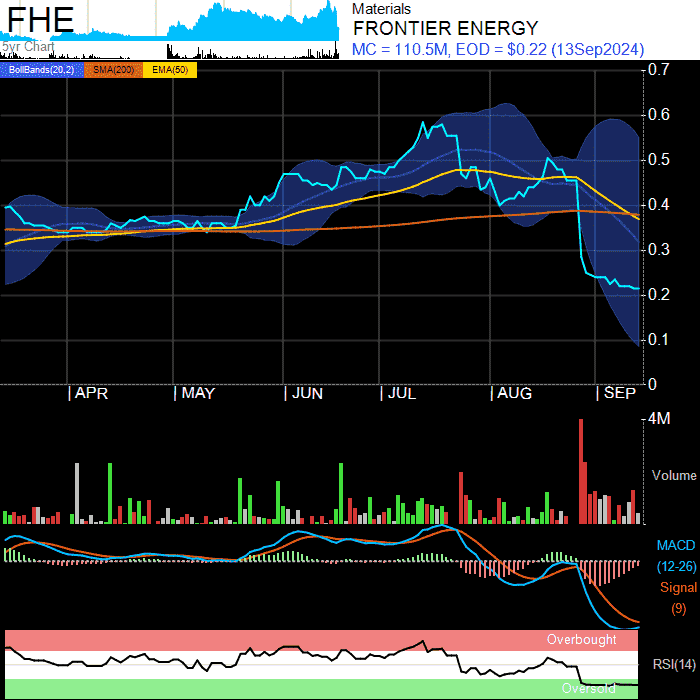 FHE
5yr Chart
Materials
FRONTIER ENERGY
MC = 110.5M, EOD = $0.22 (13Sep2024)
BollBands(20,2) SMA(200) EMA(50)
0.7
0.6
0.5
0.4
0.3
0.2
0.1
0
| APR | MAY | JUN | JUL | AUG | SEP
4M
Volume
MACD
(12-26)
Signal
(9)
Overbought
RSI(14)
Oversold